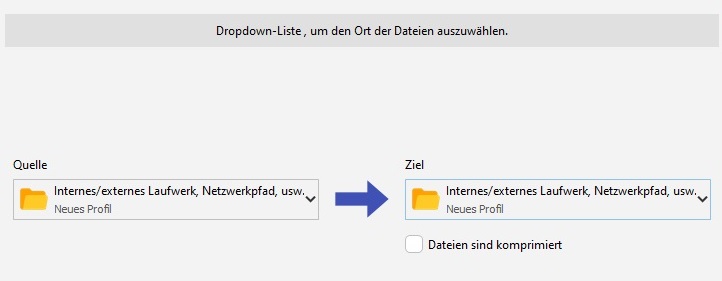 Dropdown-Liste, um den Ort der Dateien auszuwählen.
Quelle
Ziel
Internes/externes Laufwerk, Netzwerkpfad, usw.
Neues Profil
Internes/externes Laufwerk, Netzwerkpfad, usw.
Neues Profil
Dateien sind komprimiert